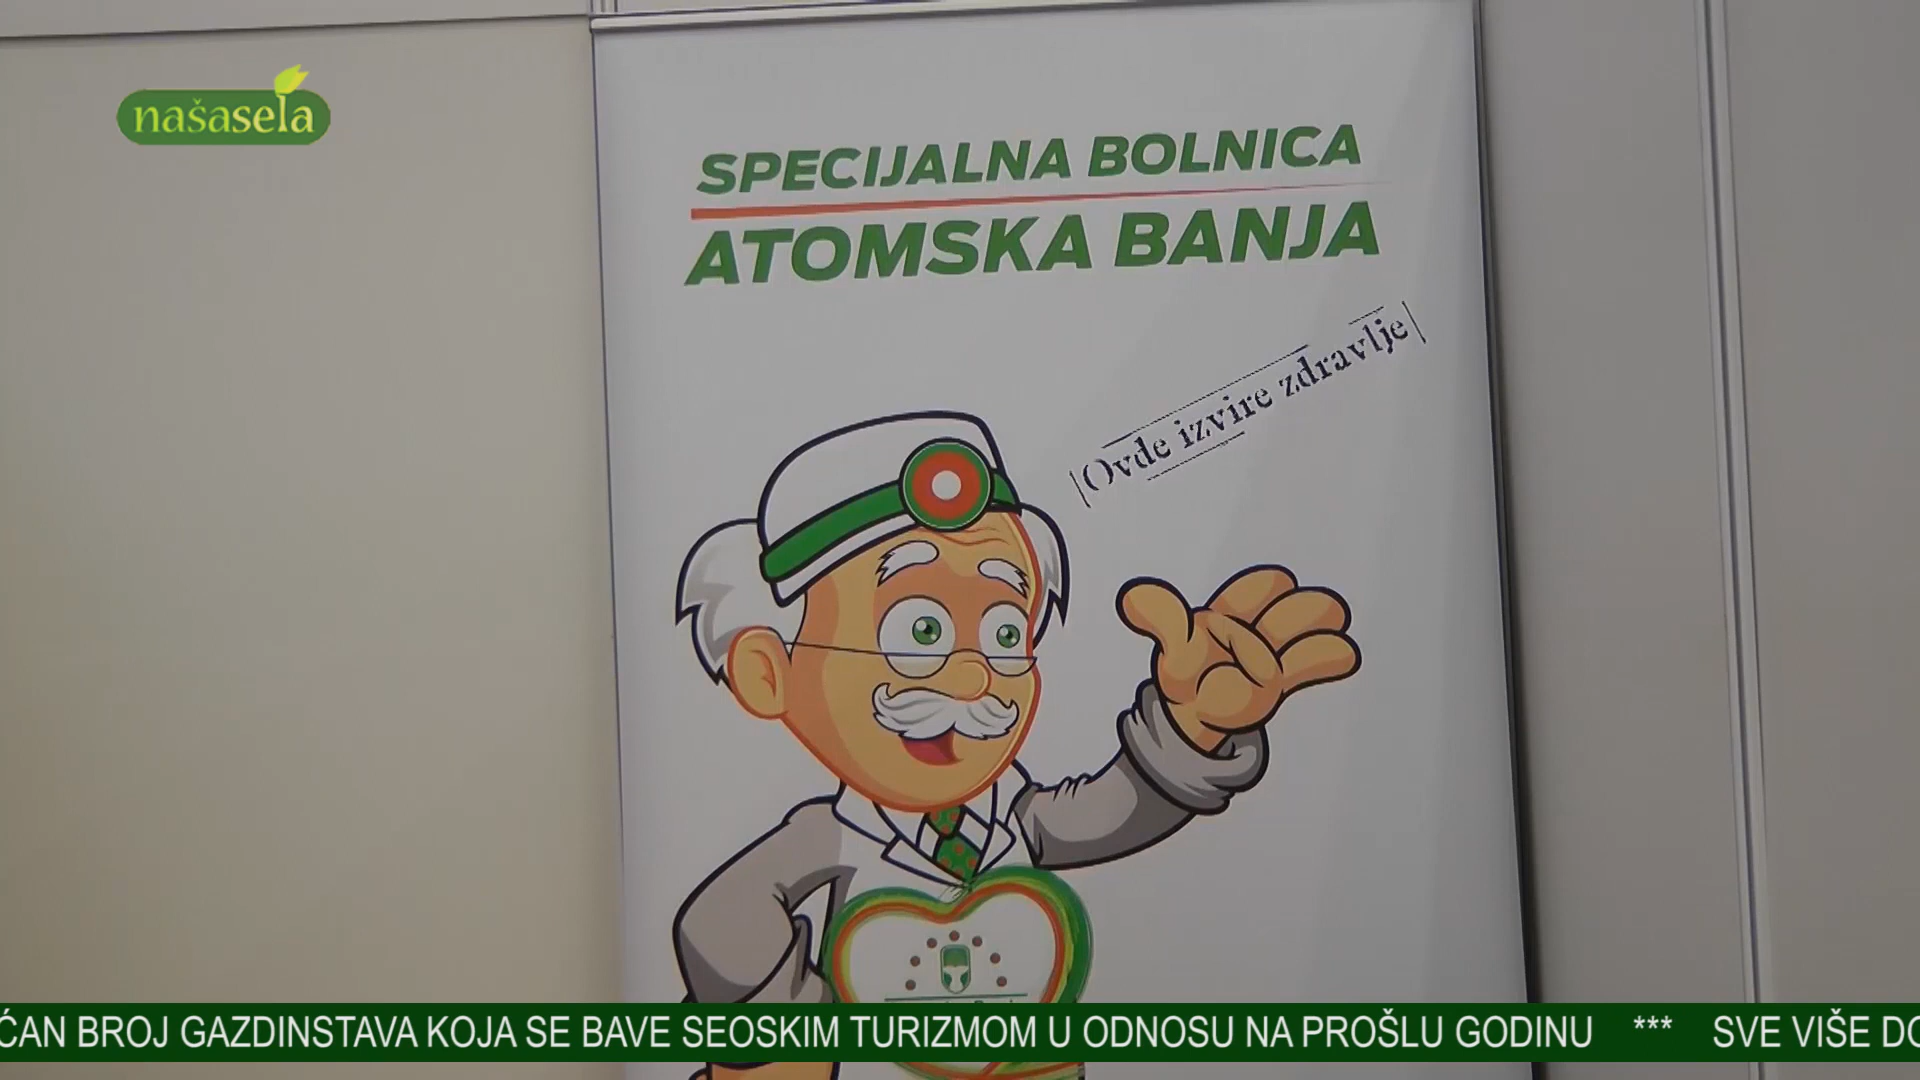 našasela
SPECIJALNA BOLNICA
ATOMSKA BANJA
|Ovde izvire zdravlje|
ĆAN BROJ GAZDINSTAVA KOJA SE BAVE SEOSKIM TURIZMOM U ODNOSU NA PROŠLU GODINU *** SVE VIŠE DO